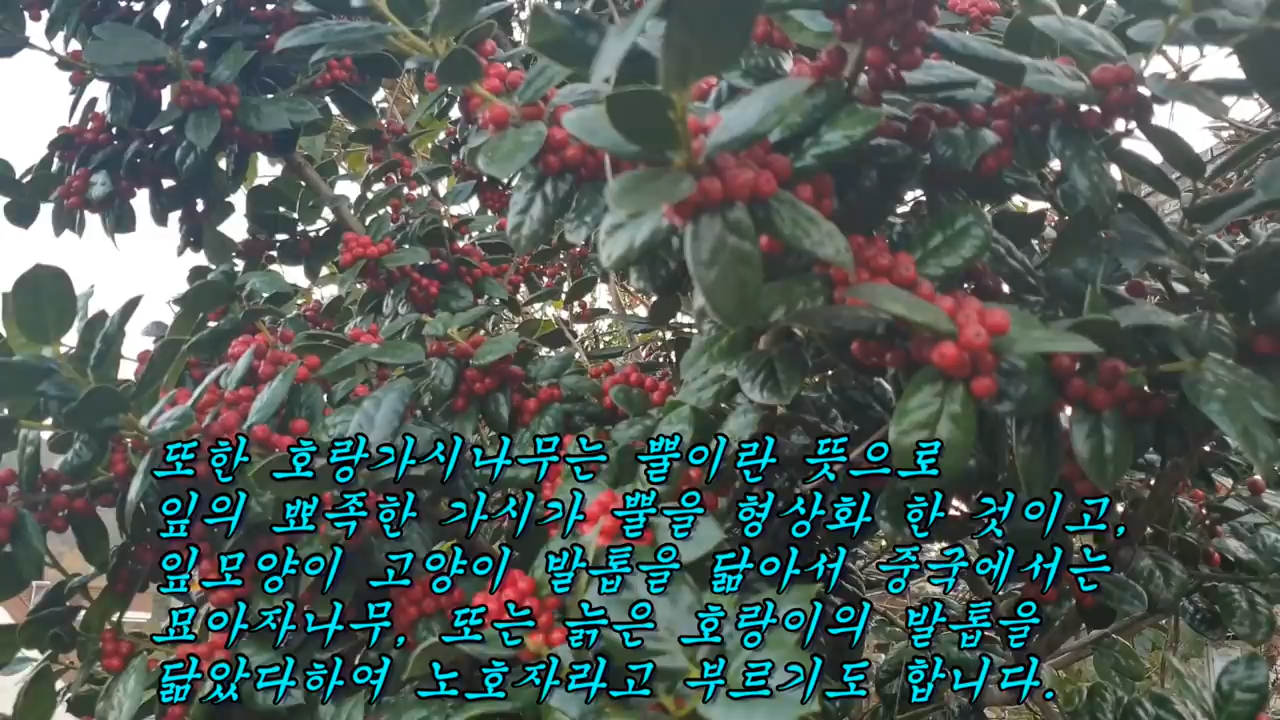 또한 호랑가시나무는 뿔이란 뜻으로
잎의 뾰족한 가시가 뿔을 형상화 한 것이고,
잎모양이 고양이 발톱을 닮아서 중국에서는
묘아자나무, 또는 늙은 호랑이의 발톱을
닮았다하여 노호자라고 부르기도 합니다.